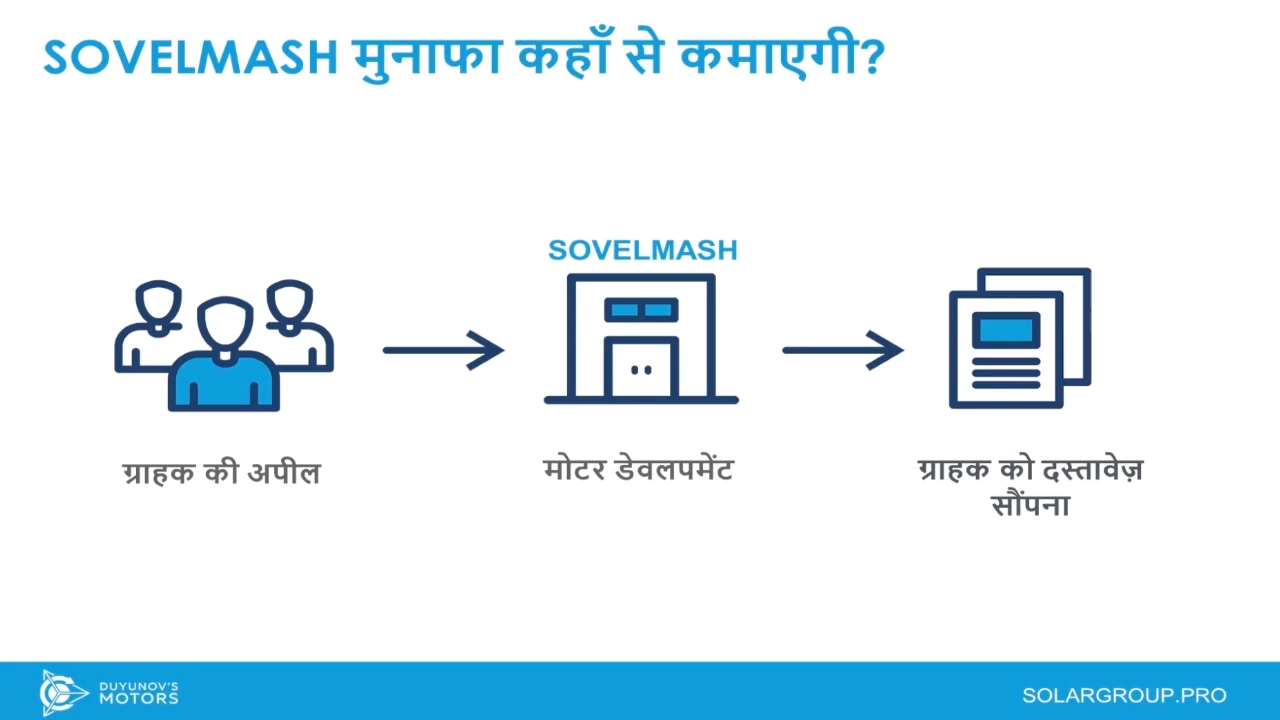 SOVELMASH मुनाफा कहाँ से कमाएगी?
SOVELMASH
ग्राहक की अपील
मोटर डेवलपमेंट
ग्राहक को दस्तावेज़
सौंपना
DUYUNOV'S
MOTORS
SOLARGROUP.PRO